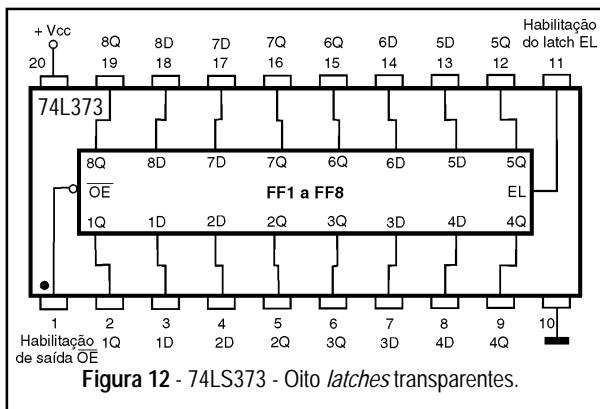 + Vcc
8Q 8D 7D 7Q 6Q 6D 5D 5Q
Habilitação
do latch EL
20 19 18 17 16 15 14 13 12 11
74L373
8Q 8D 7D 7Q 6Q 6D 5D 5Q
OE FF1 a FF8 EL
1Q 1D 2D 2Q 3Q 3D 4D 4Q
1 2 3 4 5 6 7 8 9 10
Habilitação
de saída OE
1Q 1D 2D 2Q 3Q 3D 4D 4Q
Figura 12 - 74LS373 - Oito latches transparentes.